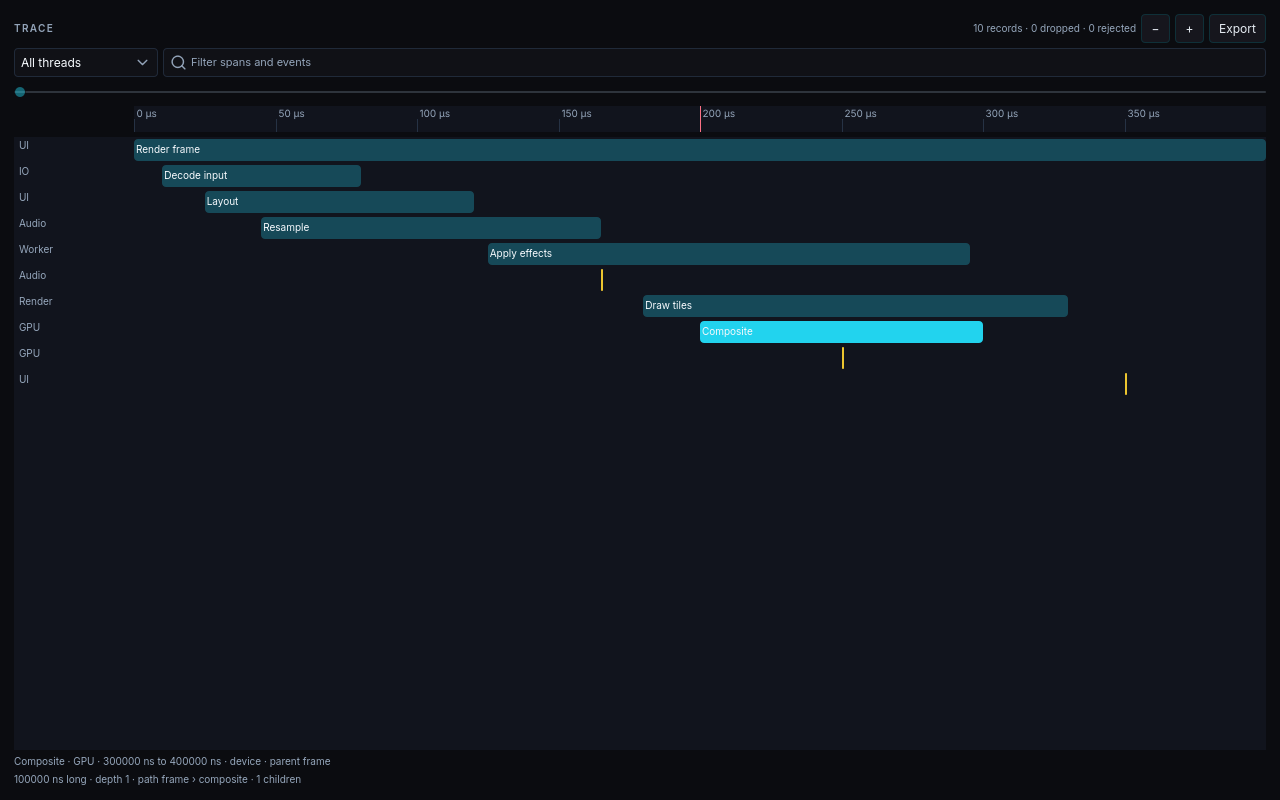 TRACE
10 records · 0 dropped · 0 rejected
−
+
Export
All threads
Filter spans and events
0 µs 50 µs 100 µs 150 µs 200 µs 250 µs 300 µs 350 µs
UI Render frame
IO Decode input
UI Layout
Audio Resample
Worker Apply effects
Audio
Render Draw tiles
GPU Composite
GPU
UI
Composite · GPU · 300000 ns to 400000 ns · device · parent frame
100000 ns long · depth 1 · path frame › composite · 1 children